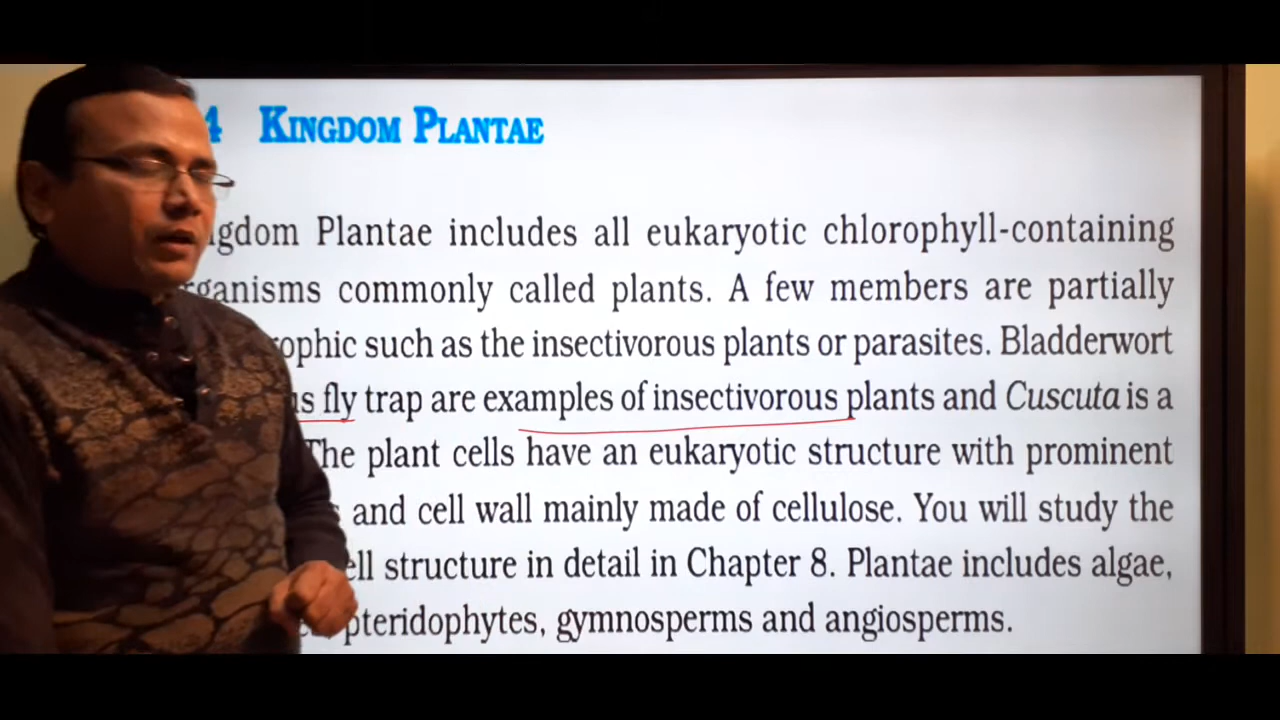 4 KINGDOM PLANTAE
gdom Plantae includes all eukaryotic chlorophyll-containing
rganisms commonly called plants. A few members are partially
ophic such as the insectivorous plants or parasites. Bladderwort
us fly trap are examples of insectivorous plants and Cuscuta is a
The plant cells have an eukaryotic structure with prominent
s and cell wall mainly made of cellulose. You will study the
ell structure in detail in Chapter 8. Plantae includes algae,
pteridophytes, gymnosperms and angiosperms.